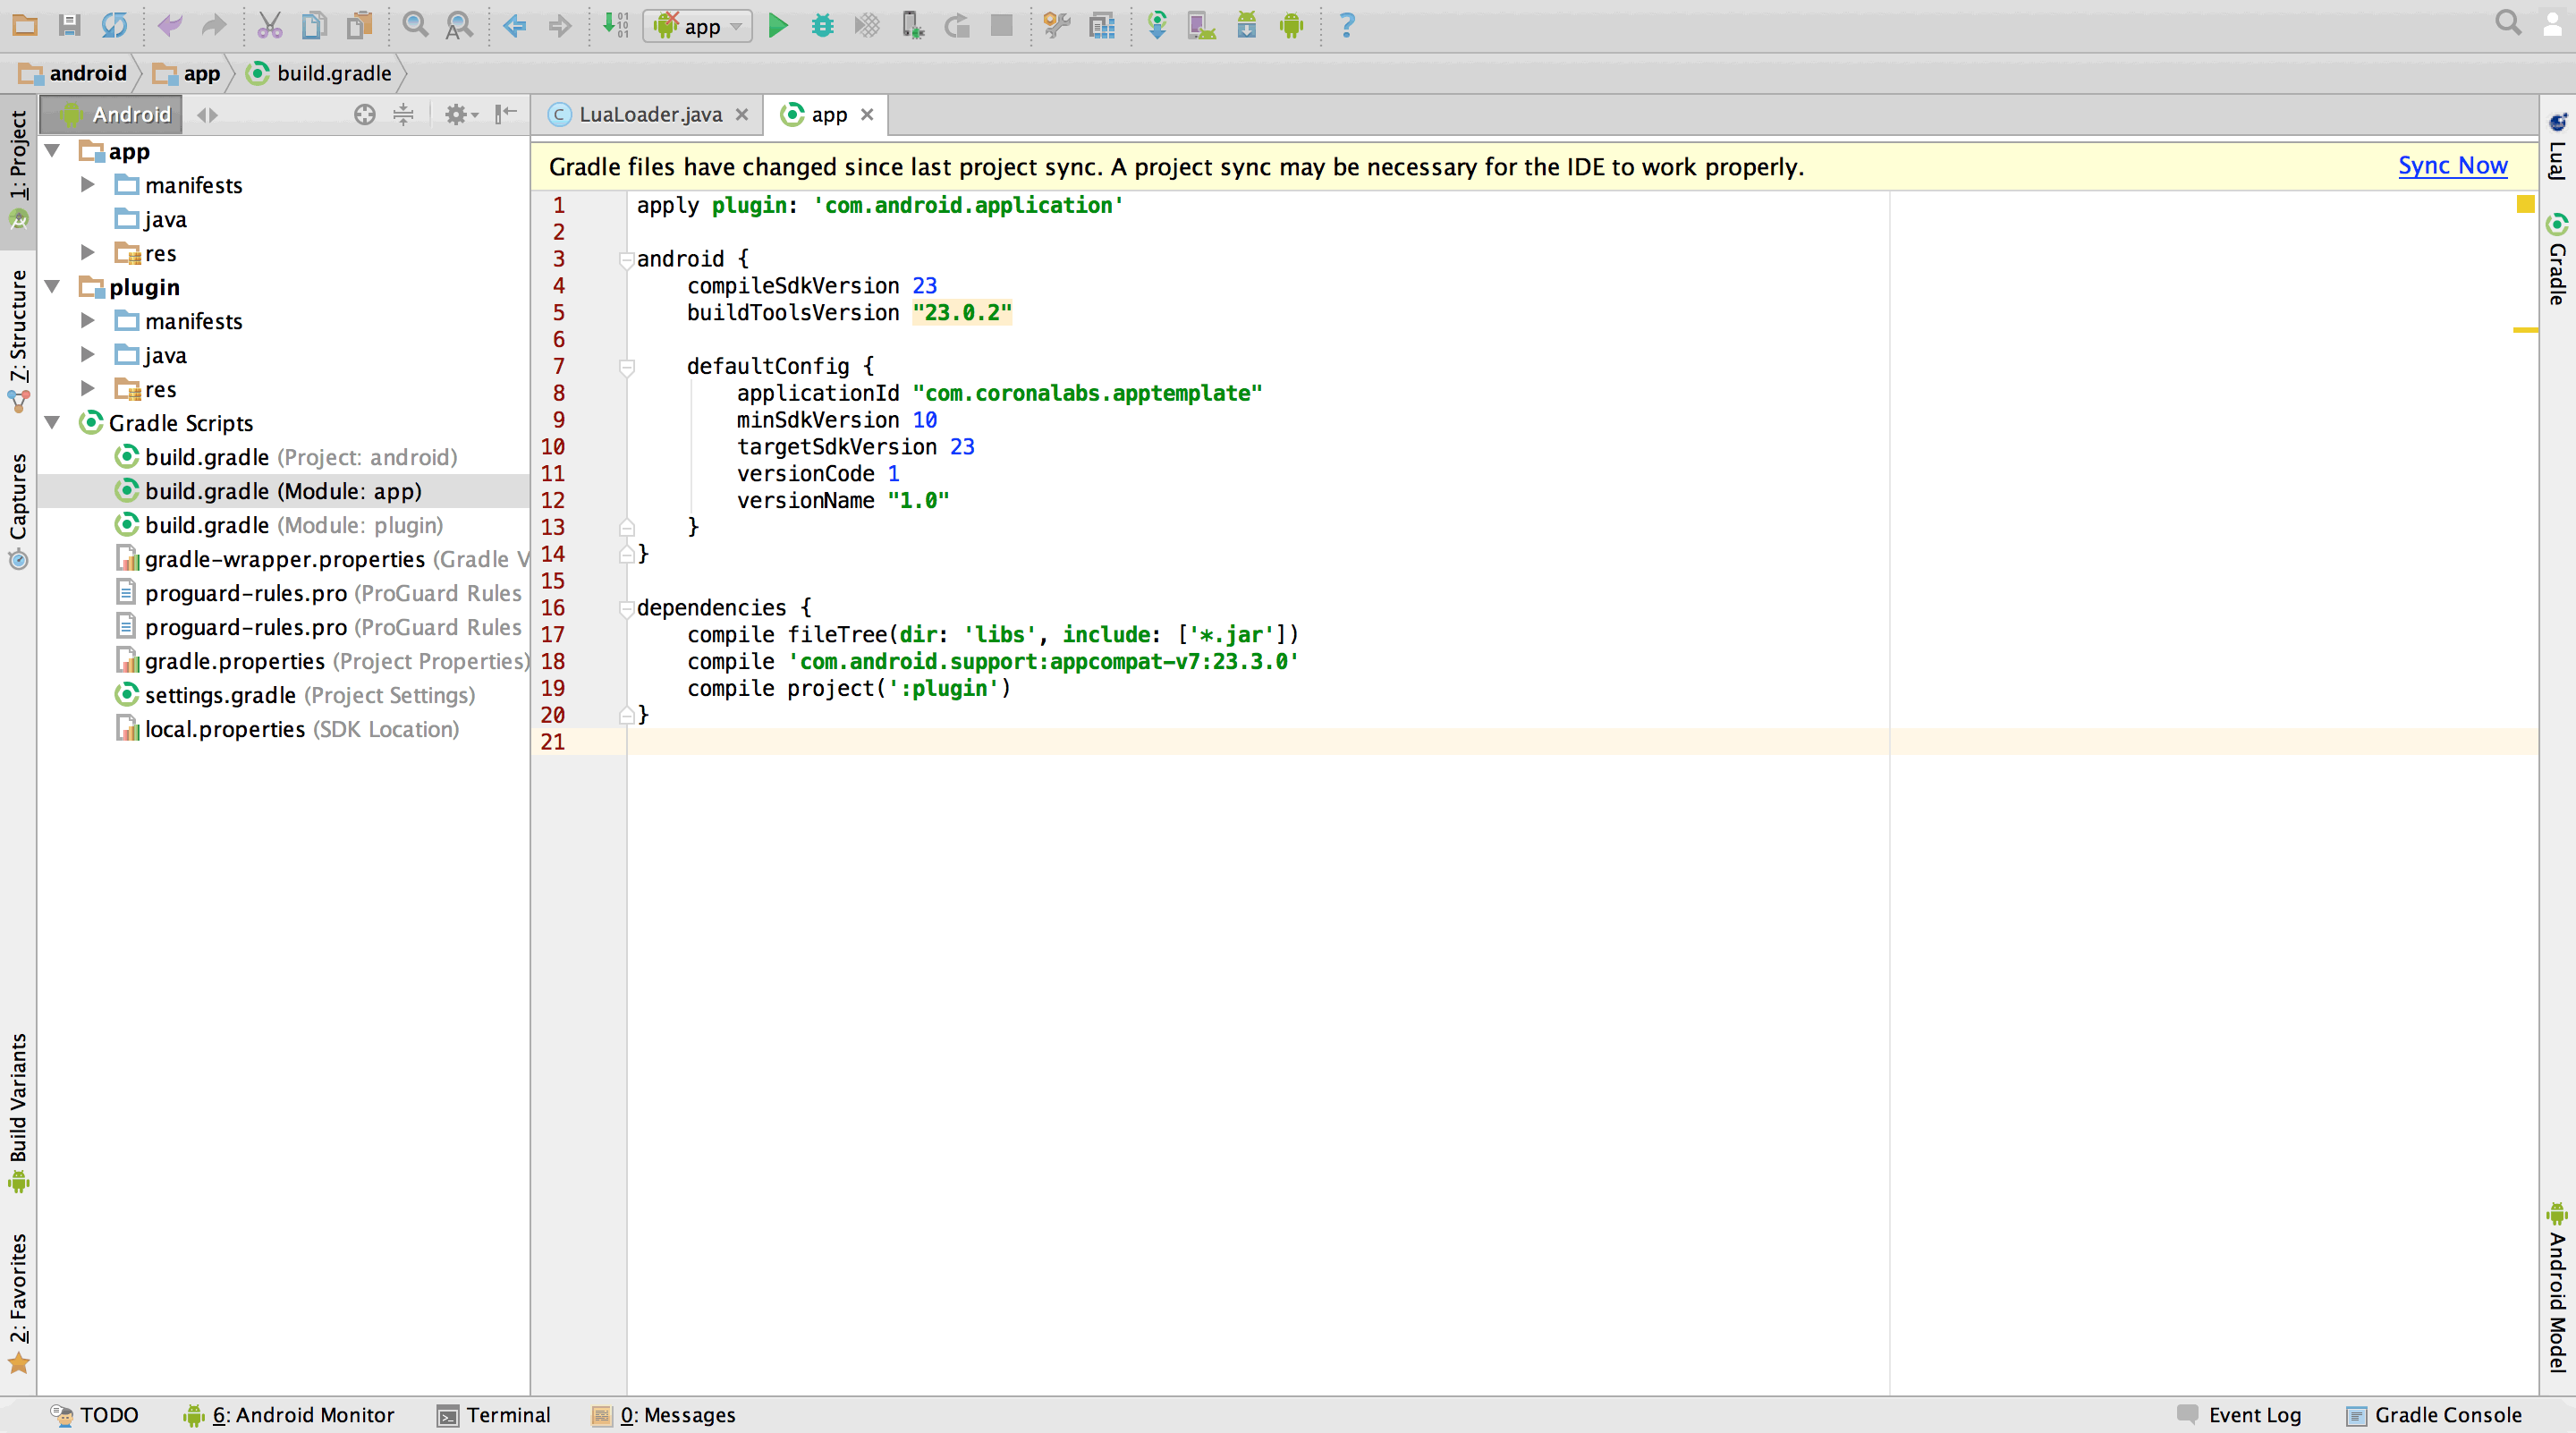 app
android
app
build.gradle
1: Project
7: Structure
Captures
Build Variants
2: Favorites
Android
app
manifests
java
res
plugin
manifests
java
res
Gradle Scripts
build.gradle (Project: android)
build.gradle (Module: app)
build.gradle (Module: plugin)
gradle-wrapper.properties (Gradle V
proguard-rules.pro (ProGuard Rules
proguard-rules.pro (ProGuard Rules
gradle.properties (Project Properties)
settings.gradle (Project Settings)
local.properties (SDK Location)
LuaLoader.java
app
Gradle files have changed since last project sync. A project sync may be necessary for the IDE to work properly.
Sync Now
1 apply plugin: 'com.android.application'
2
3 android {
4 compileSdkVersion 23
5 buildToolsVersion "23.0.2"
6
7 defaultConfig {
8 applicationId "com.coronalabs.apptemplate"
9 minSdkVersion 10
10 targetSdkVersion 23
11 versionCode 1
12 versionName "1.0"
13 }
14 }
15
16 dependencies {
17 compile fileTree(dir: 'libs', include: ['*.jar'])
18 compile 'com.android.support:appcompat-v7:23.3.0'
19 compile project(':plugin')
20 }
21
LuaJ
Gradle
Android Model
TODO
6: Android Monitor
Terminal
0: Messages
Event Log
Gradle Console